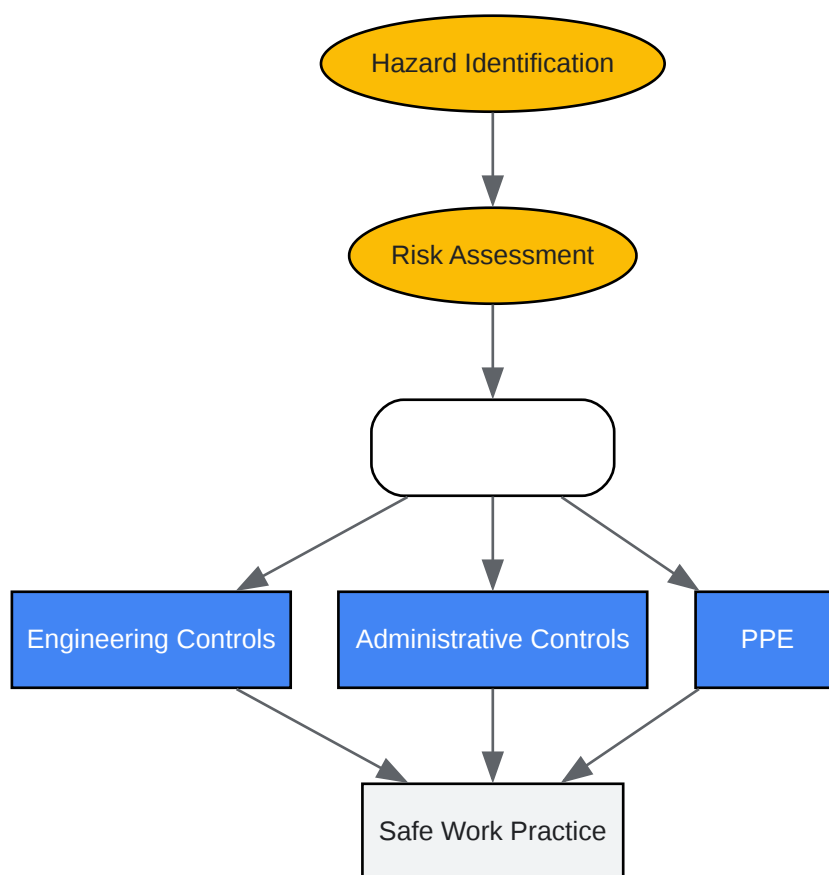 Hazard Identification
Risk Assessment
Engineering Controls
Administrative Controls
PPE
Safe Work Practice